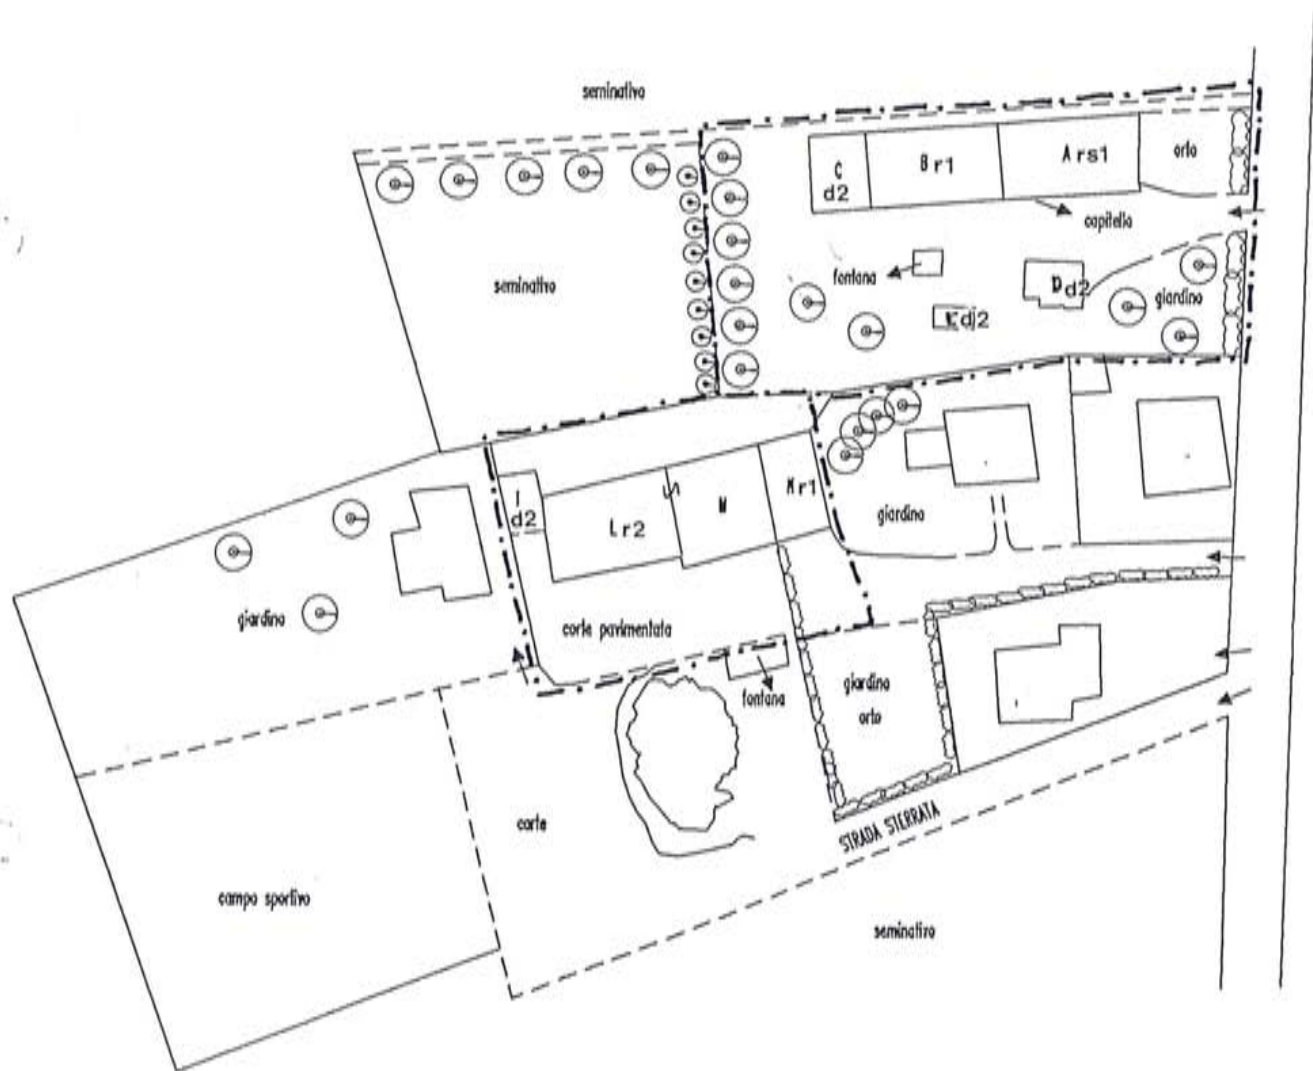 seminativo
C
d2
B r1
A rs1
orto
capitello
seminativo
fontana
D d2
giardino
d2
I
d2
L r2
M
r1
giardino
giardino
corte pavimentata
fontana
giardino
orto
corte
STRADA STERRATA
campo sportivo
seminativo